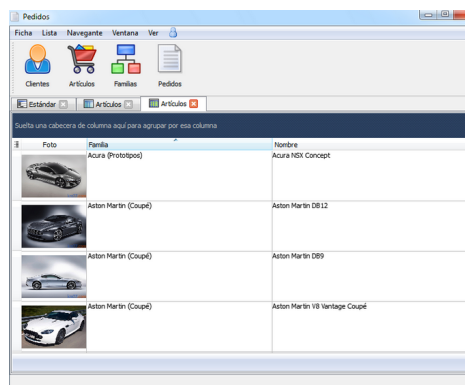 Pedidos
Ficha Lista Navegante Ventana Ver
Clientes Artículos Familias Pedidos
Estándar Artículos Artículos
Suelta una cabecera de columna aquí para agrupar por esa columna
Foto Familia Nombre
Acura (Prototipos) Acura NSX Concept
Aston Martin (Coupé) Aston Martin DB12
Aston Martin (Coupé) Aston Martin DB9
Aston Martin (Coupé) Aston Martin V8 Vantage Coupé